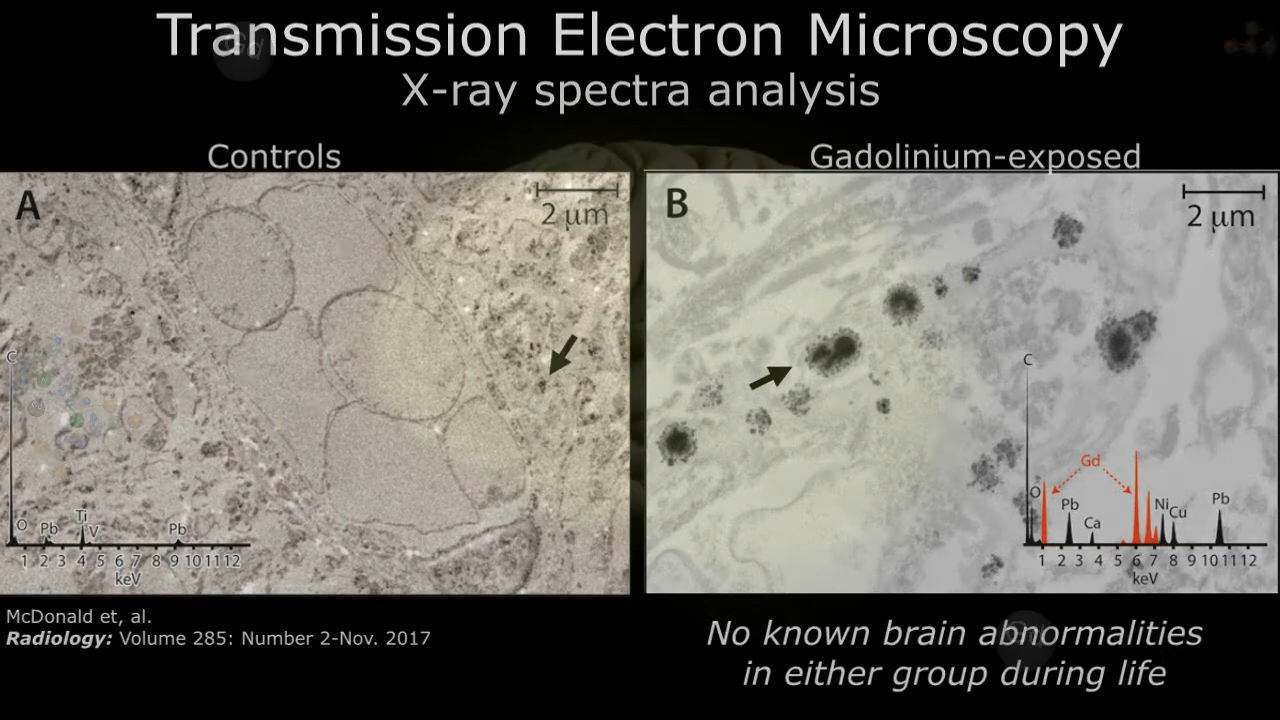 Transmission Electron Microscopy
X-ray spectra analysis
Controls
Gadolinium-exposed
A
2 μm
C
O
Pb
Ti
V
Pb
1 2 3 4 5 6 7 8 9 10 11 12
keV
B
2 μm
C
O
Gd
Pb
Ca
Ni
Cu
Pb
1 2 3 4 5 6 7 8 9 10 11 12
keV
McDonald et, al.
Radiology: Volume 285: Number 2-Nov. 2017
No known brain abnormalities
in either group during life
Gd
Gd